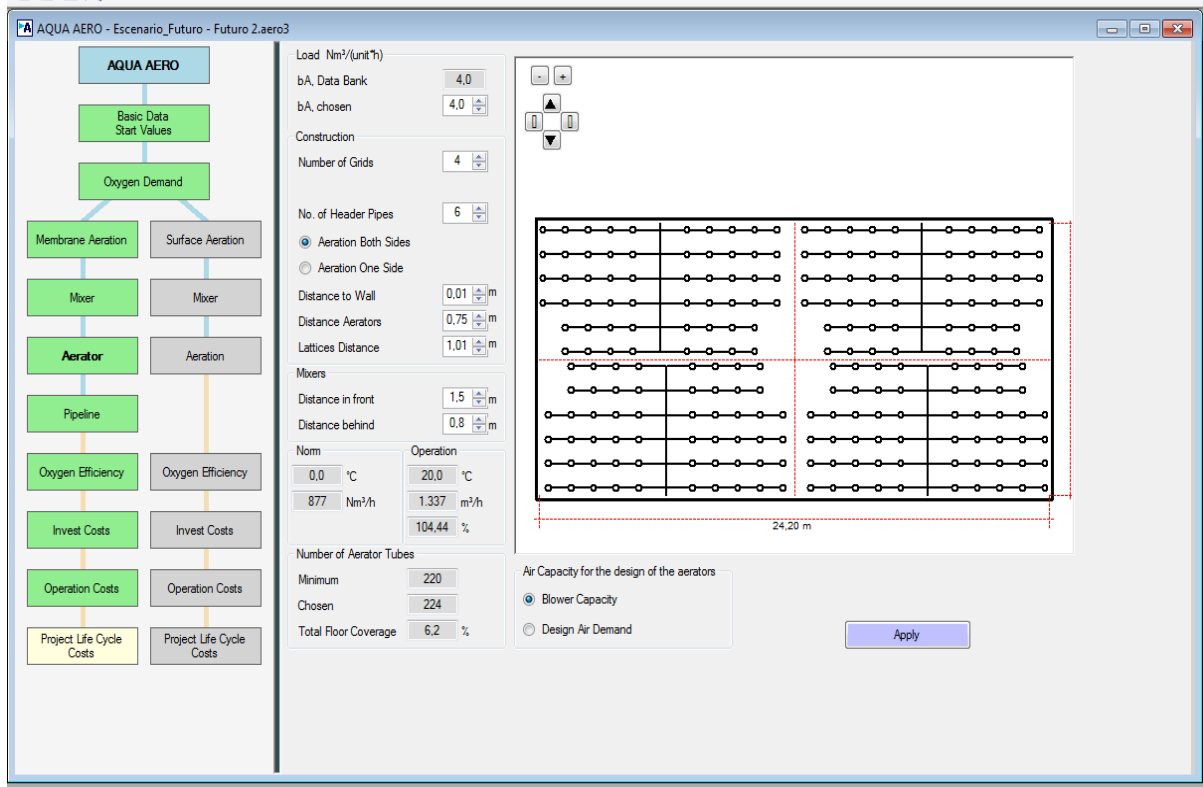 AQUA AERO - Escenario_Futuro - Futuro 2.aero3
AQUA AERO
Basic Data
Start Values
Oxygen Demand
Membrane Aeration
Surface Aeration
Mixer
Mixer
Aerator
Aeration
Pipeline
Oxygen Efficiency
Oxygen Efficiency
Invest Costs
Invest Costs
Operation Costs
Operation Costs
Project Life Cycle
Costs
Project Life Cycle
Costs
Load Nm³/(unit*h)
bA, Data Bank 4,0
bA, chosen 4,0
Construction
Number of Grids 4
No. of Header Pipes 6
Aeration Both Sides
Aeration One Side
Distance to Wall 0,01 m
Distance Aerators 0,75 m
Lattices Distance 1,01 m
Mixers
Distance in front 1,5 m
Distance behind 0,8 m
Norm Operation
0,0 °C 20,0 °C
877 Nm³/h 1.337 m³/h
104,44 %
Number of Aerator Tubes
Minimum 220
Chosen 224
Total Floor Coverage 6,2 %
- +
24,20 m
Air Capacity for the design of the aerators
Blower Capacity
Design Air Demand
Apply